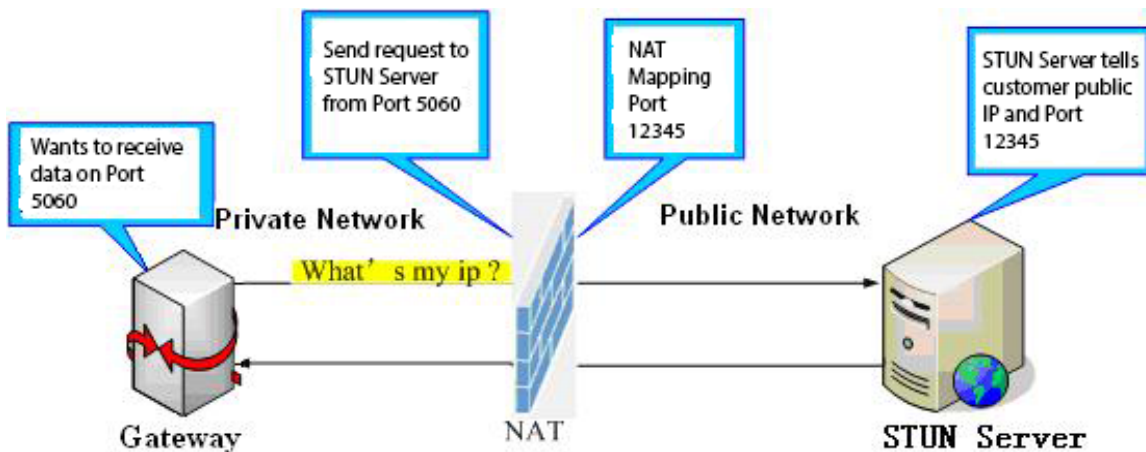 Send request to
STUN Server
from Port 5060
NAT
Mapping
Port
12345
STUN Server tells
customer public
IP and Port
12345
Wants to receive
data on Port
5060
Private Network
Public Network
What's my ip ?
Gateway
NAT
STUN Server